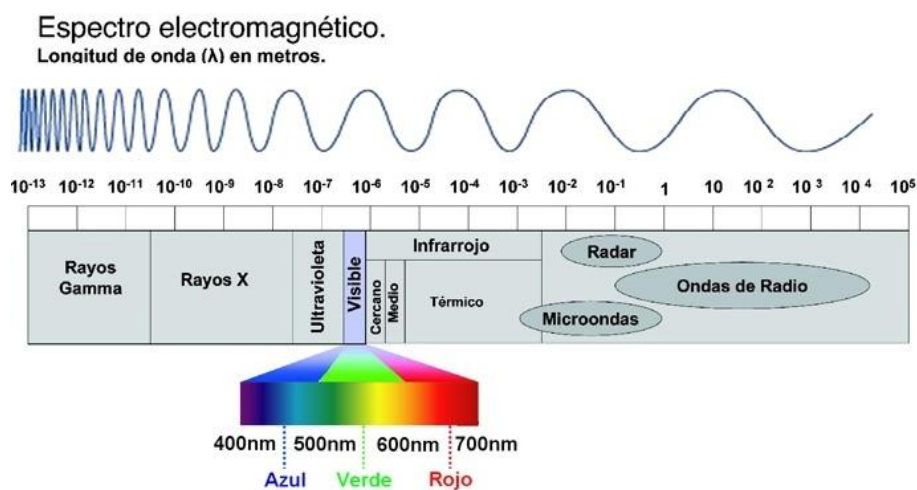 Espectro electromagnético.
Longitud de onda (λ) en metros.
10-13 10-12 10-11 10-10 10-9 10-8 10-7 10-6 10-5 10-4 10-3 10-2 10-1 1 10 10 2 10 3 10 4 105
Rayos Gamma
Rayos X
Ultravioleta
Visible
Infrarrojo
Cercano
Medio
Térmico
Radar
Ondas de Radio
Microondas
400nm 500nm 600nm 700nm
Azul Verde Rojo